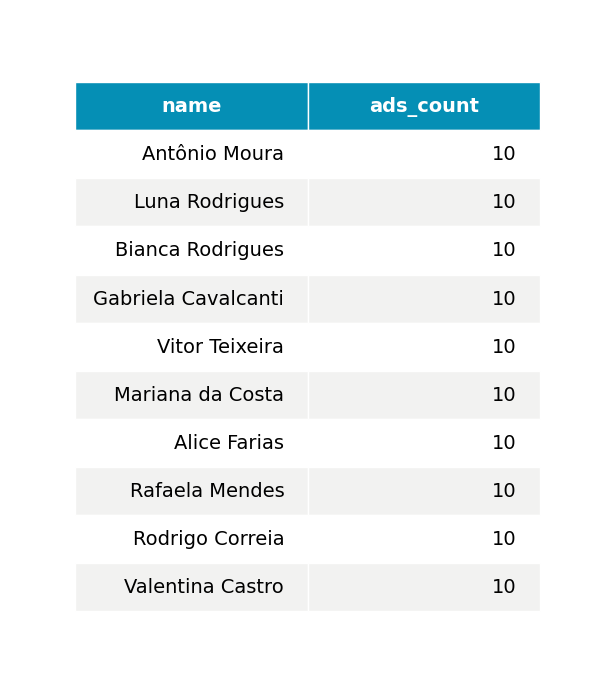 name ads_count
Antônio Moura 10
Luna Rodrigues 10
Bianca Rodrigues 10
Gabriela Cavalcanti 10
Vitor Teixeira 10
Mariana da Costa 10
Alice Farias 10
Rafaela Mendes 10
Rodrigo Correia 10
Valentina Castro 10